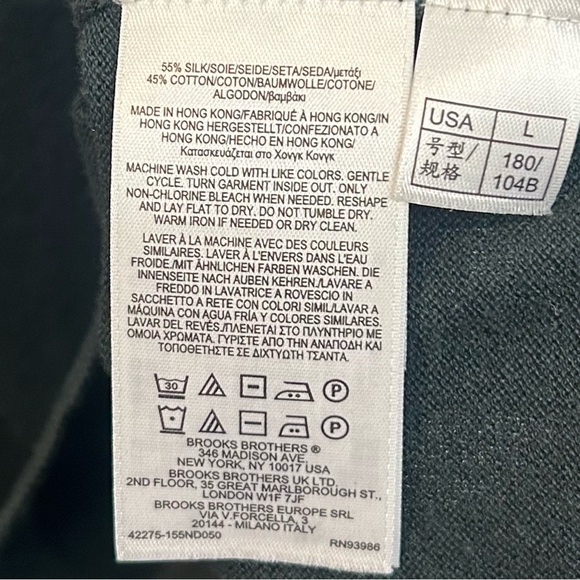 55% SILK/SOIE/SEIDE/SETA/SEDA/μετάξι
45% COTTON/COTON/BAUMWOLLE/COTONE/
ALGODON/βαμβάκι
MADE IN HONG KONG/FABRIQUÉ À HONG KONG/IN
HONG KONG HERGESTELLT/CONFEZIONATO A
HONG KONG/HECHO EN HONG KONG/
Κατασκευάζεται στο Χονγκ Κονγκ
MACHINE WASH COLD WITH LIKE COLORS. GENTLE
CYCLE. TURN GARMENT INSIDE OUT. ONLY
NON-CHLORINE BLEACH WHEN NEEDED. RESHAPE
AND LAY FLAT TO DRY. DO NOT TUMBLE DRY.
WARM IRON IF NEEDED OR DRY CLEAN.
LAVER À LA MACHINE AVEC DES COULEURS
SIMILAIRES. LAVER À L'ENVERS DANS L'EAU
FROIDE./MIT ÄHNLICHEN FARBEN WASCHEN. DIE
INNENSEITE NACH AUBEN KEHREN./LAVARE A
FREDDO IN LAVATRICE A ROVESCIO IN
SACCHETTO A RETE CON COLORI SIMIL/LAVAR A
MÁQUINA CON AGUA FRÍA Y COLORES SIMILARES.
LAVAR DEL REVÉS./ΠΛΕΝΕΤΑΙ ΣΤΟ ΠΛΥΝΤΗΡΙΟ ΜΕ
ΟΜΟΙΑ ΧΡΩΜΑΤΑ. ΓΥΡΙΣΤΕ ΑΠΟ ΤΗΝ ΑΝΑΠΟΔΗ ΚΑΙ
ΤΟΠΟΘΕΤΗΣΤΕ ΣΕ ΔΙΧΤΥΩΤΗ ΤΣΑΝΤΑ.
30 P
P
BROOKS BROTHERS ®
346 MADISON AVE.
NEW YORK, NY 10017 USA
BROOKS BROTHERS UK LTD.
2ND FLOOR, 35 GREAT MARLBOROUGH ST.,
LONDON W1F 7JF
BROOKS BROTHERS EUROPE SRL
VIA V.FORCELLA, 3
20144 - MILANO ITALY
42275-155ND050 RN93986
USA L
号型/ 180/
规格 104B